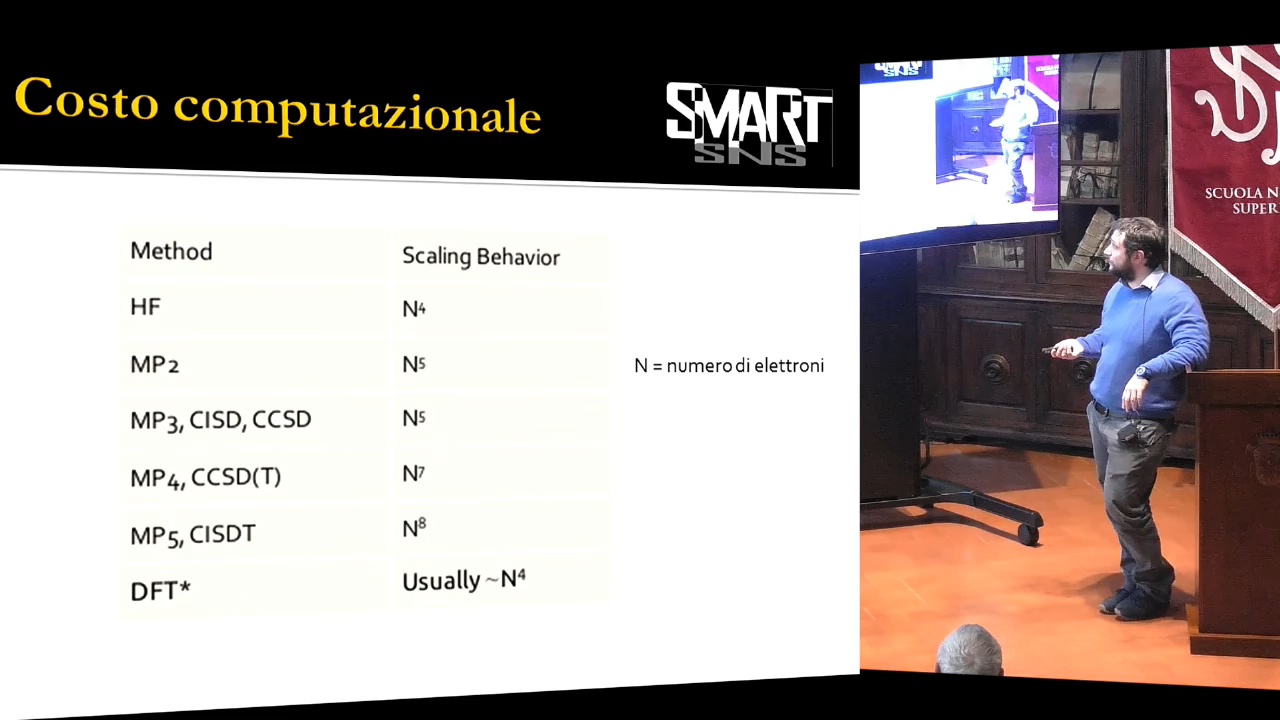 Costo computazionale
SMART
SNS
Method Scaling Behavior
HF N⁴
MP2 N⁵
MP3, CISD, CCSD N⁵
MP4, CCSD(T) N⁷
MP5, CISDT N⁸
DFT* Usually ~N⁴
N = numero di elettroni
SNS
SCUOLA
SUPER